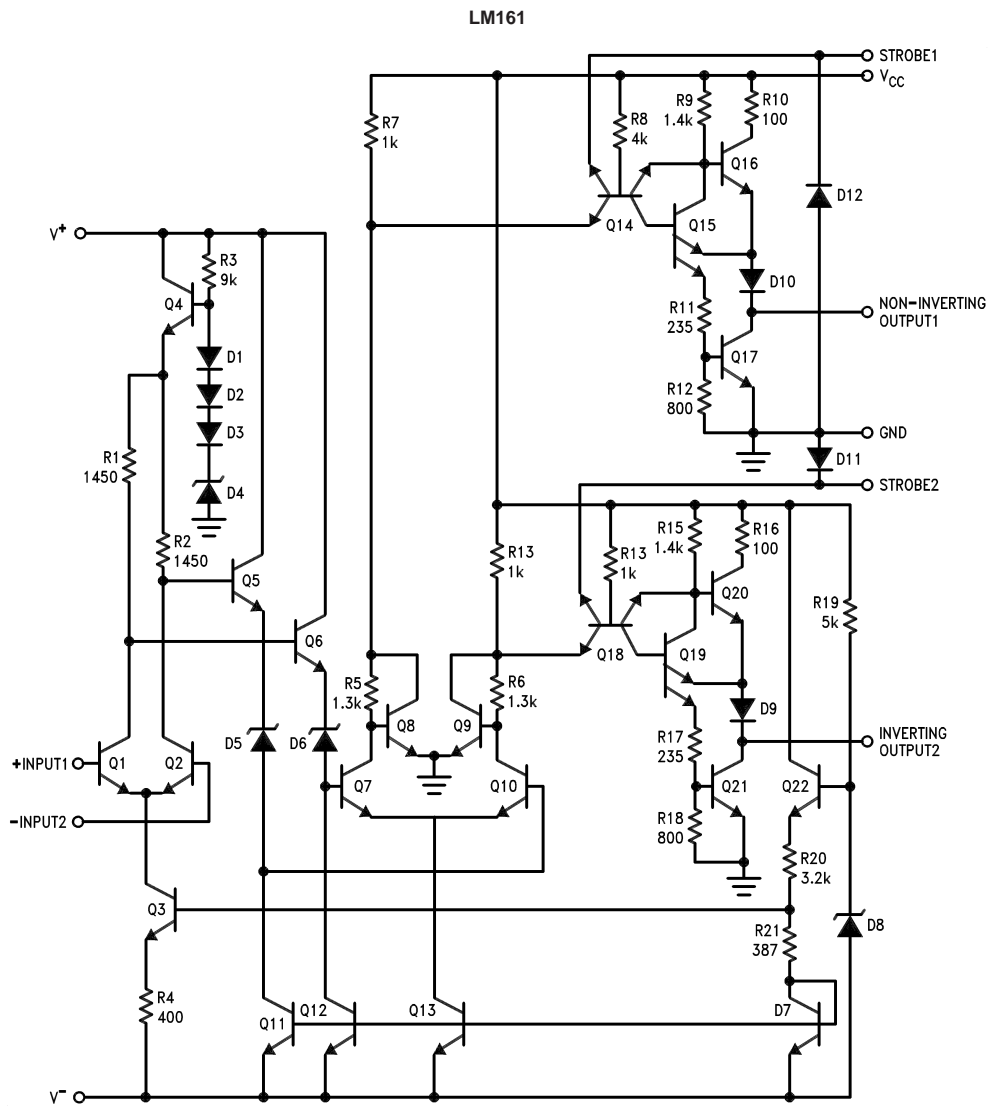 LM161
STROBE1
VCC
R7
1k
R8
4k
R9
1.4k
R10
100
Q16
Q14
Q15
D12
V+
R3
9k
Q4
D10
NON-INVERTING
OUTPUT1
R11
235
Q17
D1
D2
D3
D4
R12
800
GND
D11
STROBE2
R1
1450
R2
1450
Q5
Q6
R13
1k
R13
1k
R15
1.4k
R16
100
Q20
Q18
Q19
R19
5k
R5
1.3k
R6
1.3k
Q8
Q9
D9
INVERTING
OUTPUT2
R17
235
D5
D6
+INPUT1
Q1
Q2
Q7
Q10
Q21
Q22
-INPUT2
R18
800
R20
3.2k
Q3
R21
387
D8
R4
400
Q11
Q12
Q13
D7
V-